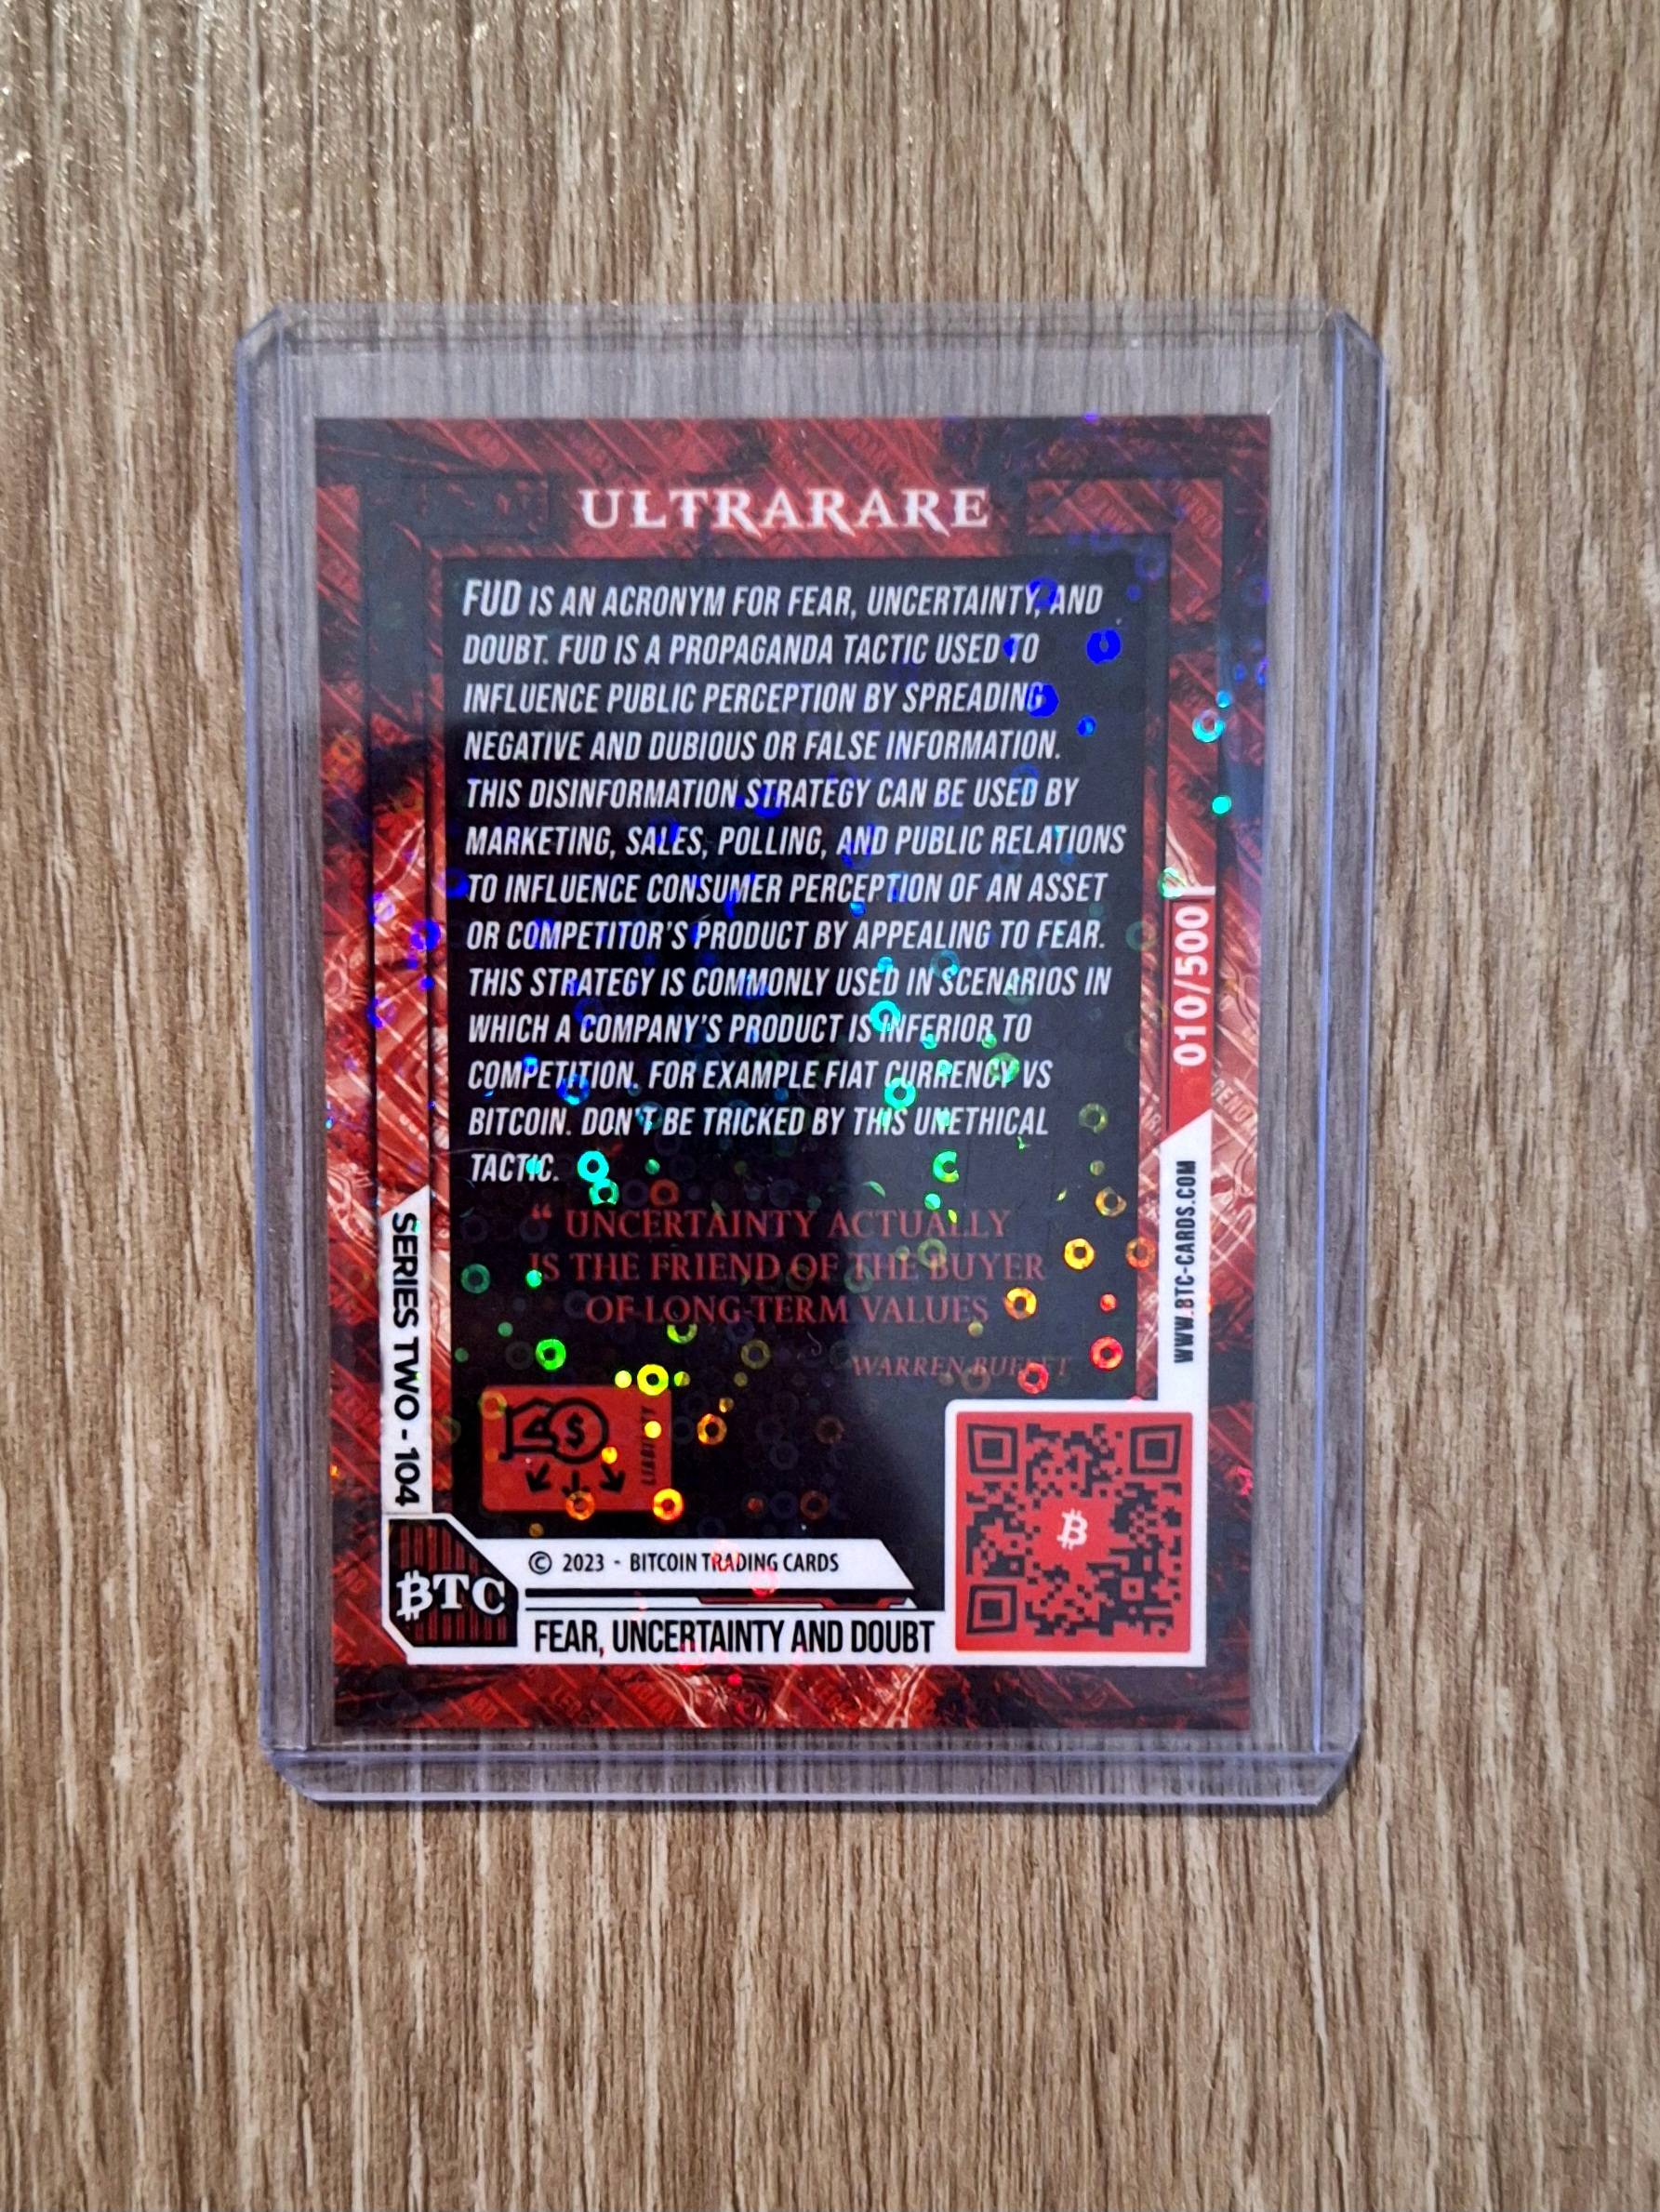 ULTRARARE
FUD IS AN ACRONYM FOR FEAR, UNCERTAINTY, AND
DOUBT. FUD IS A PROPAGANDA TACTIC USED TO
INFLUENCE PUBLIC PERCEPTION BY SPREADING
NEGATIVE AND DUBIOUS OR FALSE INFORMATION.
THIS DISINFORMATION STRATEGY CAN BE USED BY
MARKETING, SALES, POLLING, AND PUBLIC RELATIONS
TO INFLUENCE CONSUMER PERCEPTION OF AN ASSET
OR COMPETITOR'S PRODUCT BY APPEALING TO FEAR.
THIS STRATEGY IS COMMONLY USED IN SCENARIOS IN
WHICH A COMPANY'S PRODUCT IS INFERIOR TO
COMPETITION. FOR EXAMPLE FIAT CURRENCY VS
BITCOIN. DON'T BE TRICKED BY THIS UNETHICAL
TACTIC.
“ UNCERTAINTY ACTUALLY
IS THE FRIEND OF THE BUYER
OF LONG-TERM VALUES
WARREN BUFFET
010/500
WWW.BTC-CARDS.COM
SERIES TWO - 104
LIABILITY
© 2023 - BITCOIN TRADING CARDS
₿TC
FEAR, UNCERTAINTY AND DOUBT